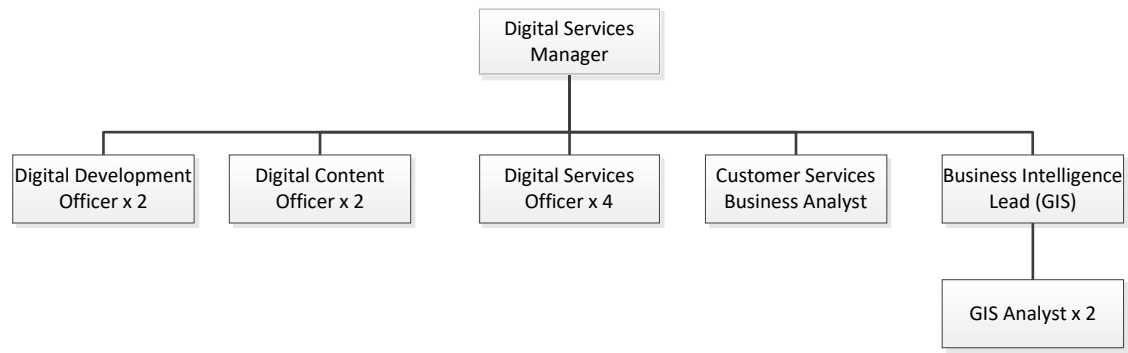 Digital Services
Manager
Digital Development
Officer x 2
Digital Content
Officer x 2
Digital Services
Officer x 4
Customer Services
Business Analyst
Business Intelligence
Lead (GIS)
GIS Analyst x 2